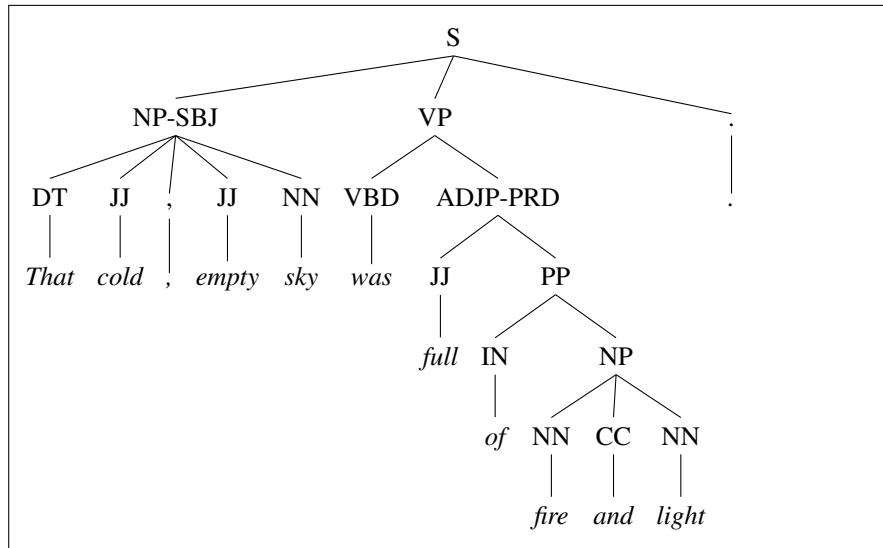 S
NP-SBJ VP .
DT JJ , JJ NN VBD ADJP-PRD .
That cold , empty sky was JJ PP
full IN NP
of NN CC NN
fire and light